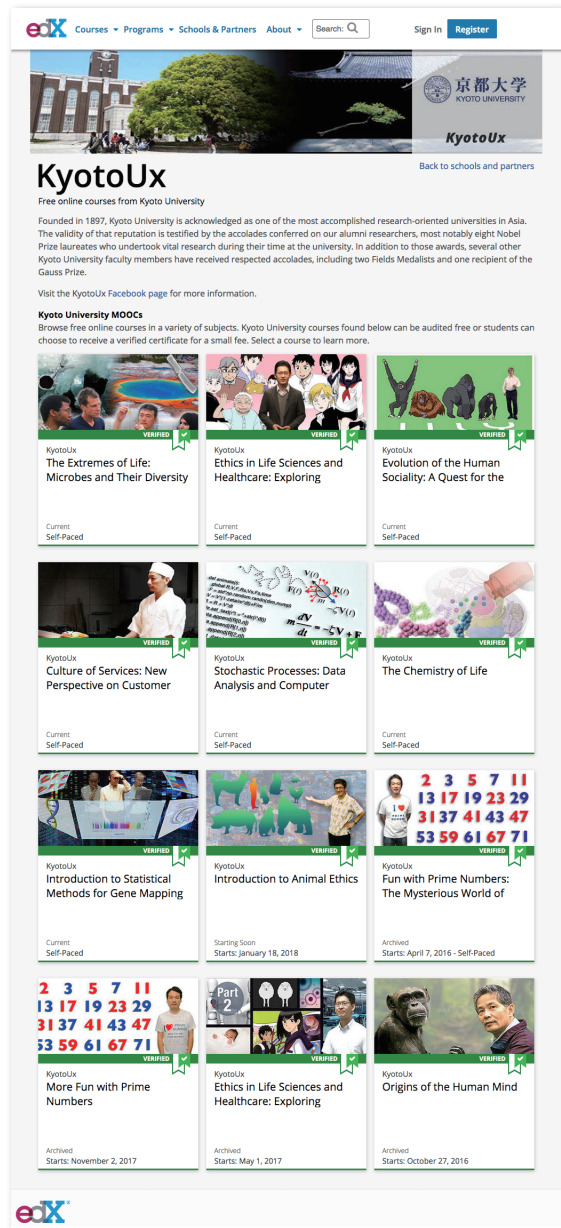 edX Courses Programs Schools & Partners About Search: Sign In Register
京都大学
KYOTO UNIVERSITY
KyotoUx
Back to schools and partners
KyotoUx
Free online courses from Kyoto University
Founded in 1897, Kyoto University is acknowledged as one of the most accomplished research-oriented universities in Asia.
The validity of that reputation is testified by the accolades conferred on our alumni researchers, most notably eight Nobel
Prize laureates who undertook vital research during their time at the university. In addition to those awards, several other
Kyoto University faculty members have received respected accolades, including two Fields Medalists and one recipient of the
Gauss Prize.
Visit the KyotoUx Facebook page for more information.
Kyoto University MOOCs
Browse free online courses in a variety of subjects. Kyoto University courses found below can be audited free or students can
choose to receive a verified certificate for a small fee. Select a course to learn more.
VERIFIED
KyotoUx
The Extremes of Life:
Microbes and Their Diversity
Current
Self-Paced
VERIFIED
KyotoUx
Ethics in Life Sciences and
Healthcare: Exploring
Current
Self-Paced
VERIFIED
KyotoUx
Evolution of the Human
Sociality: A Quest for the
Current
Self-Paced
VERIFIED
KyotoUx
Culture of Services: New
Perspective on Customer
Current
Self-Paced
VERIFIED
KyotoUx
Stochastic Processes: Data
Analysis and Computer
Current
Self-Paced
VERIFIED
KyotoUx
The Chemistry of Life
Current
Self-Paced
VERIFIED
KyotoUx
Introduction to Statistical
Methods for Gene Mapping
Current
Self-Paced
VERIFIED
KyotoUx
Introduction to Animal Ethics
Starting Soon
Starts: January 18, 2018
2 3 5 7 11
13 17 19 23 29
31 37 41 43 47
53 59 61 67 71
VERIFIED
KyotoUx
Fun with Prime Numbers:
The Mysterious World of
Archived
Starts: April 7, 2016 - Self-Paced
2 3 5 7 11
13 17 19 23 29
31 37 41 43 47
53 59 61 67 71
VERIFIED
KyotoUx
More Fun with Prime
Numbers
Archived
Starts: November 2, 2017
Part
2
VERIFIED
KyotoUx
Ethics in Life Sciences and
Healthcare: Exploring
Archived
Starts: May 1, 2017
VERIFIED
KyotoUx
Origins of the Human Mind
Archived
Starts: October 27, 2016
edX